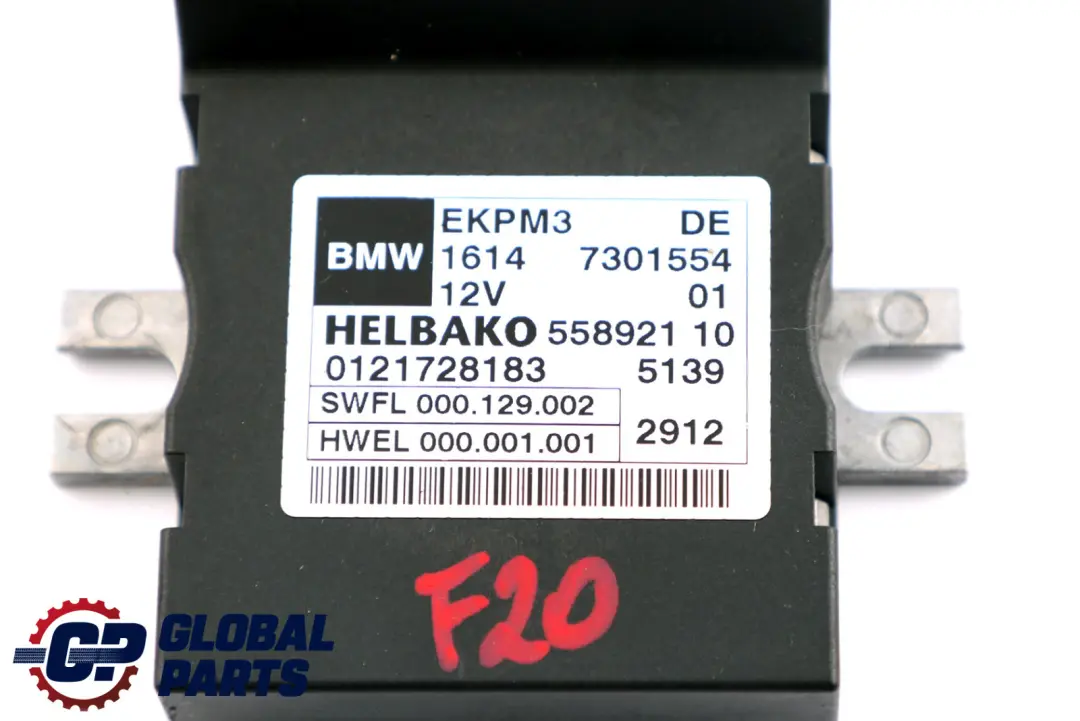 BMW
EKPM3 DE
1614 7301554
12V 01
HELBAKO 558921 10
0121728183 5139
SWFL 000.129.002
HWEL 000.001.001
2912
F20
GP GLOBAL
PARTS